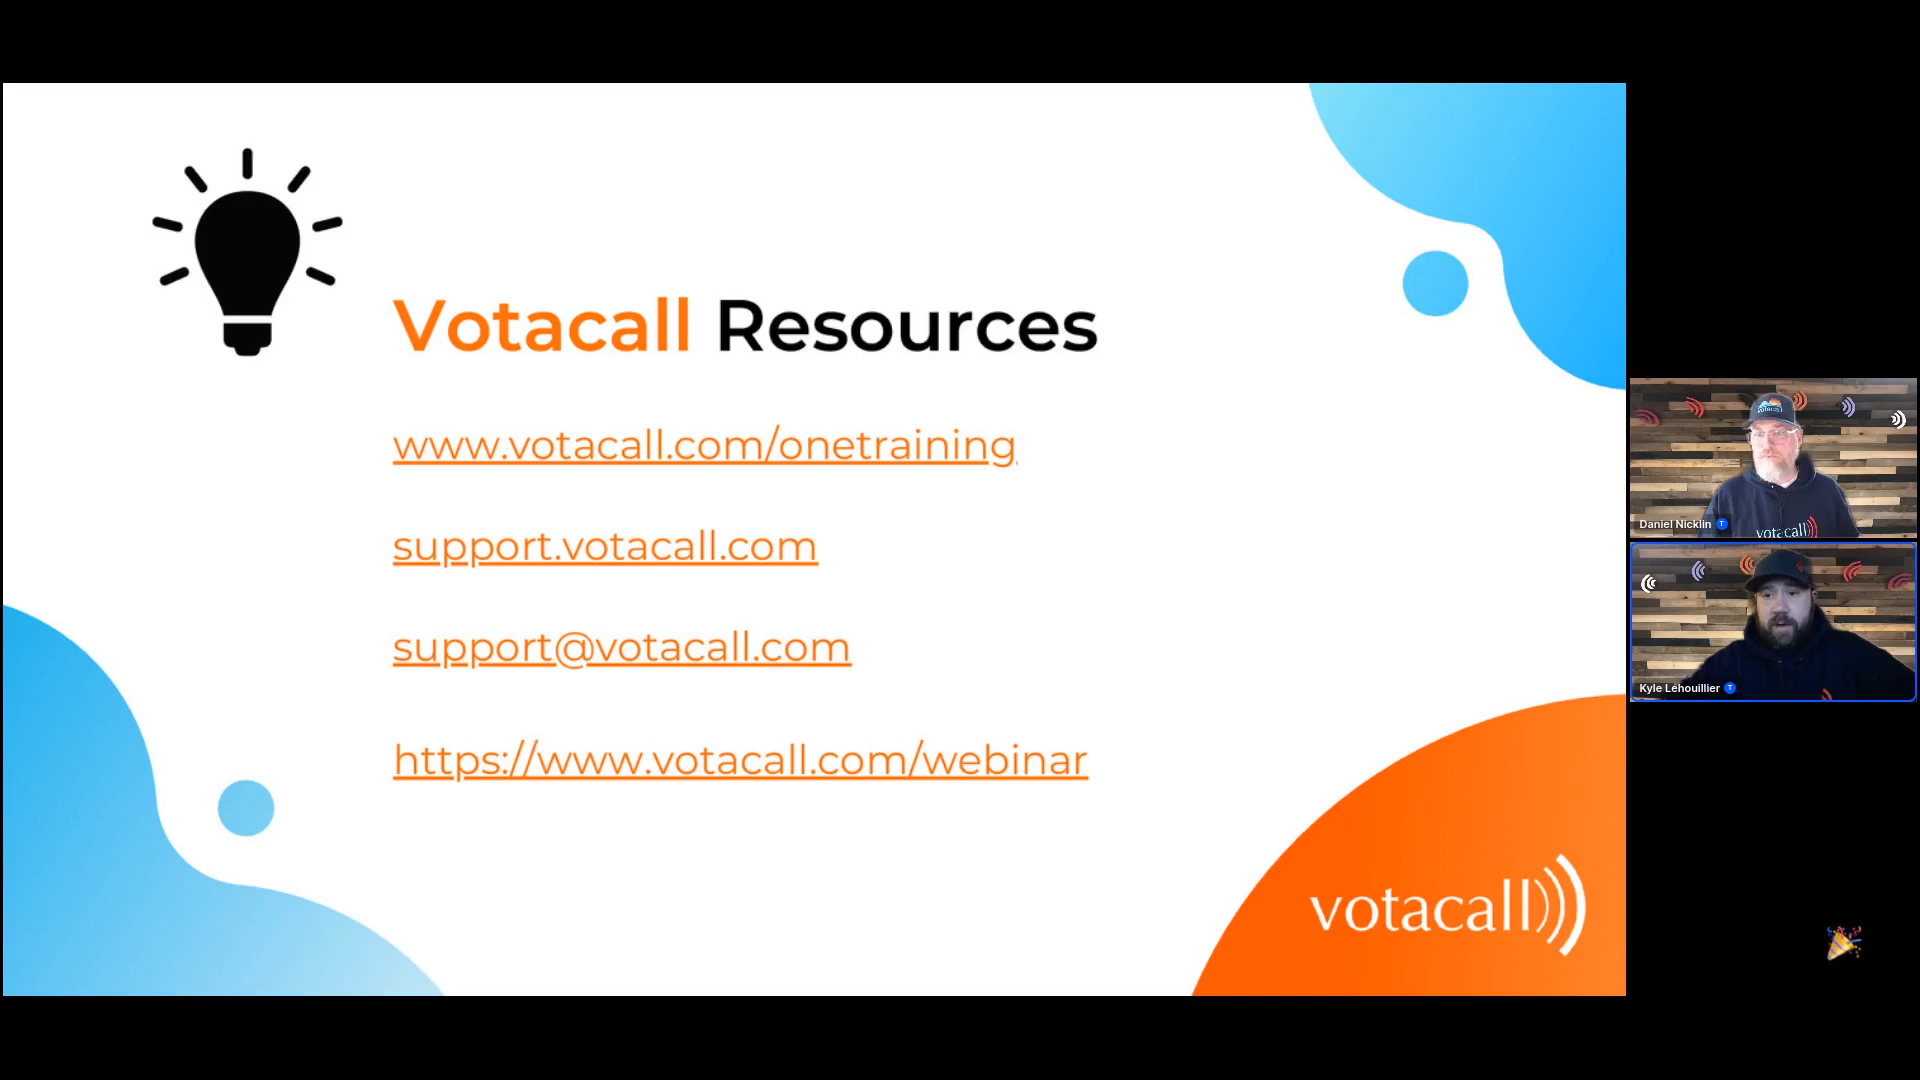 Votacall Resources
www.votacall.com/onetraining
support.votacall.com
support@votacall.com
https://www.votacall.com/webinar
votacall
votacall
Daniel Nicklin T
Kyle Lehouillier T